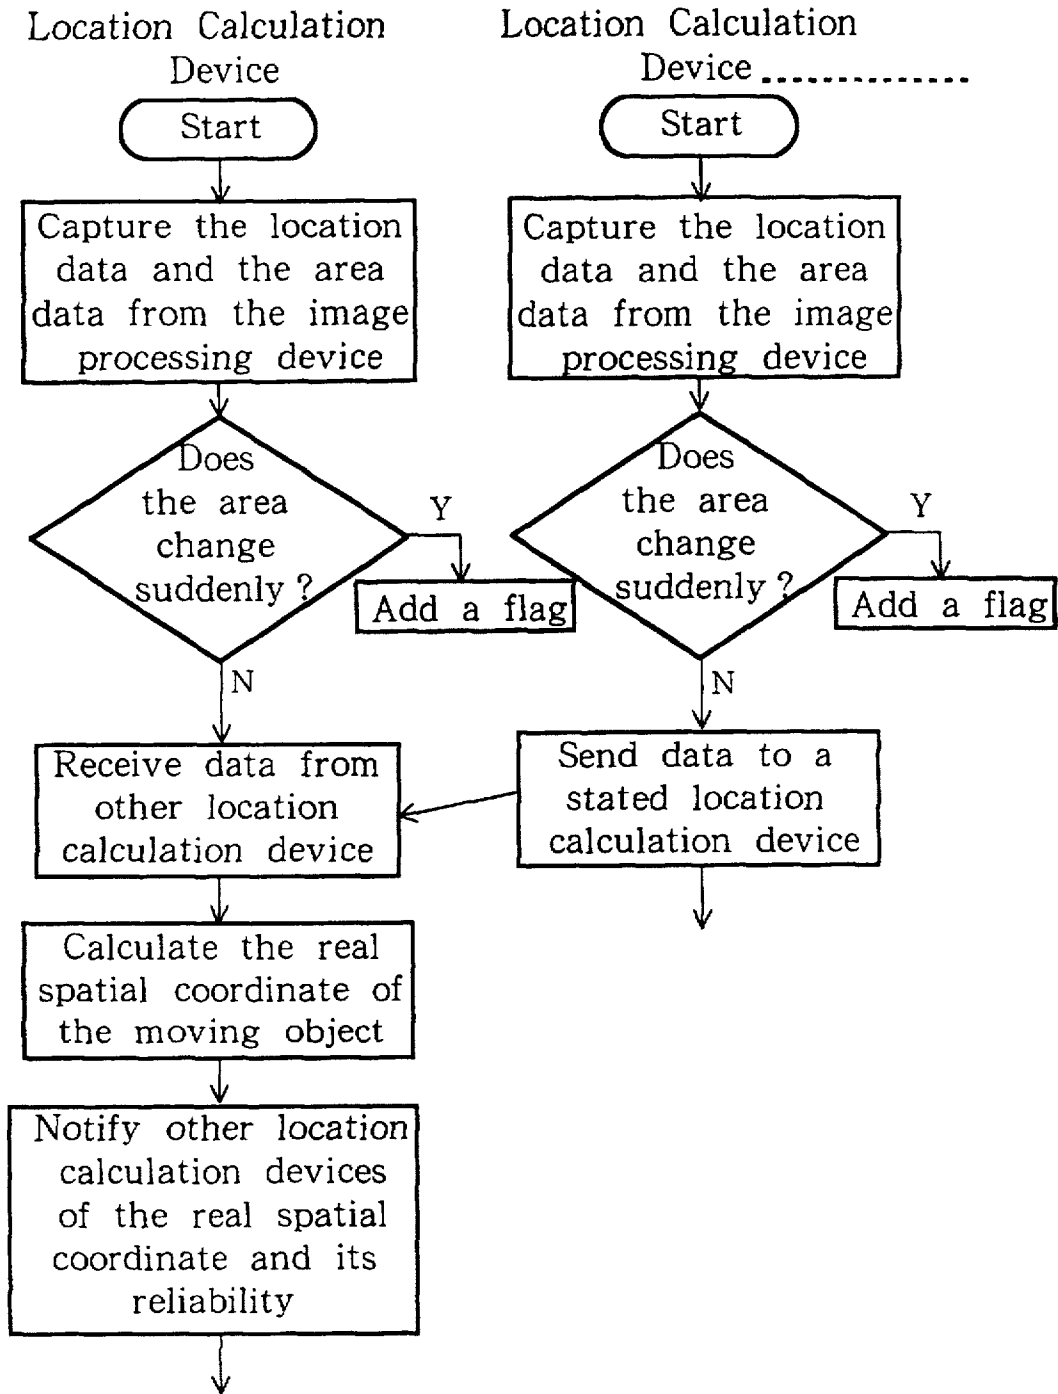 Location Calculation
Device
Start
Capture the location
data and the area
data from the image
processing device
Does
the area
change
suddenly ?
Y
Add a flag
N
Receive data from
other location
calculation device
Calculate the real
spatial coordinate of
the moving object
Notify other location
calculation devices
of the real spatial
coordinate and its
reliability
Location Calculation
Device
Start
Capture the location
data and the area
data from the image
processing device
Does
the area
change
suddenly ?
Y
Add a flag
N
Send data to a
stated location
calculation device